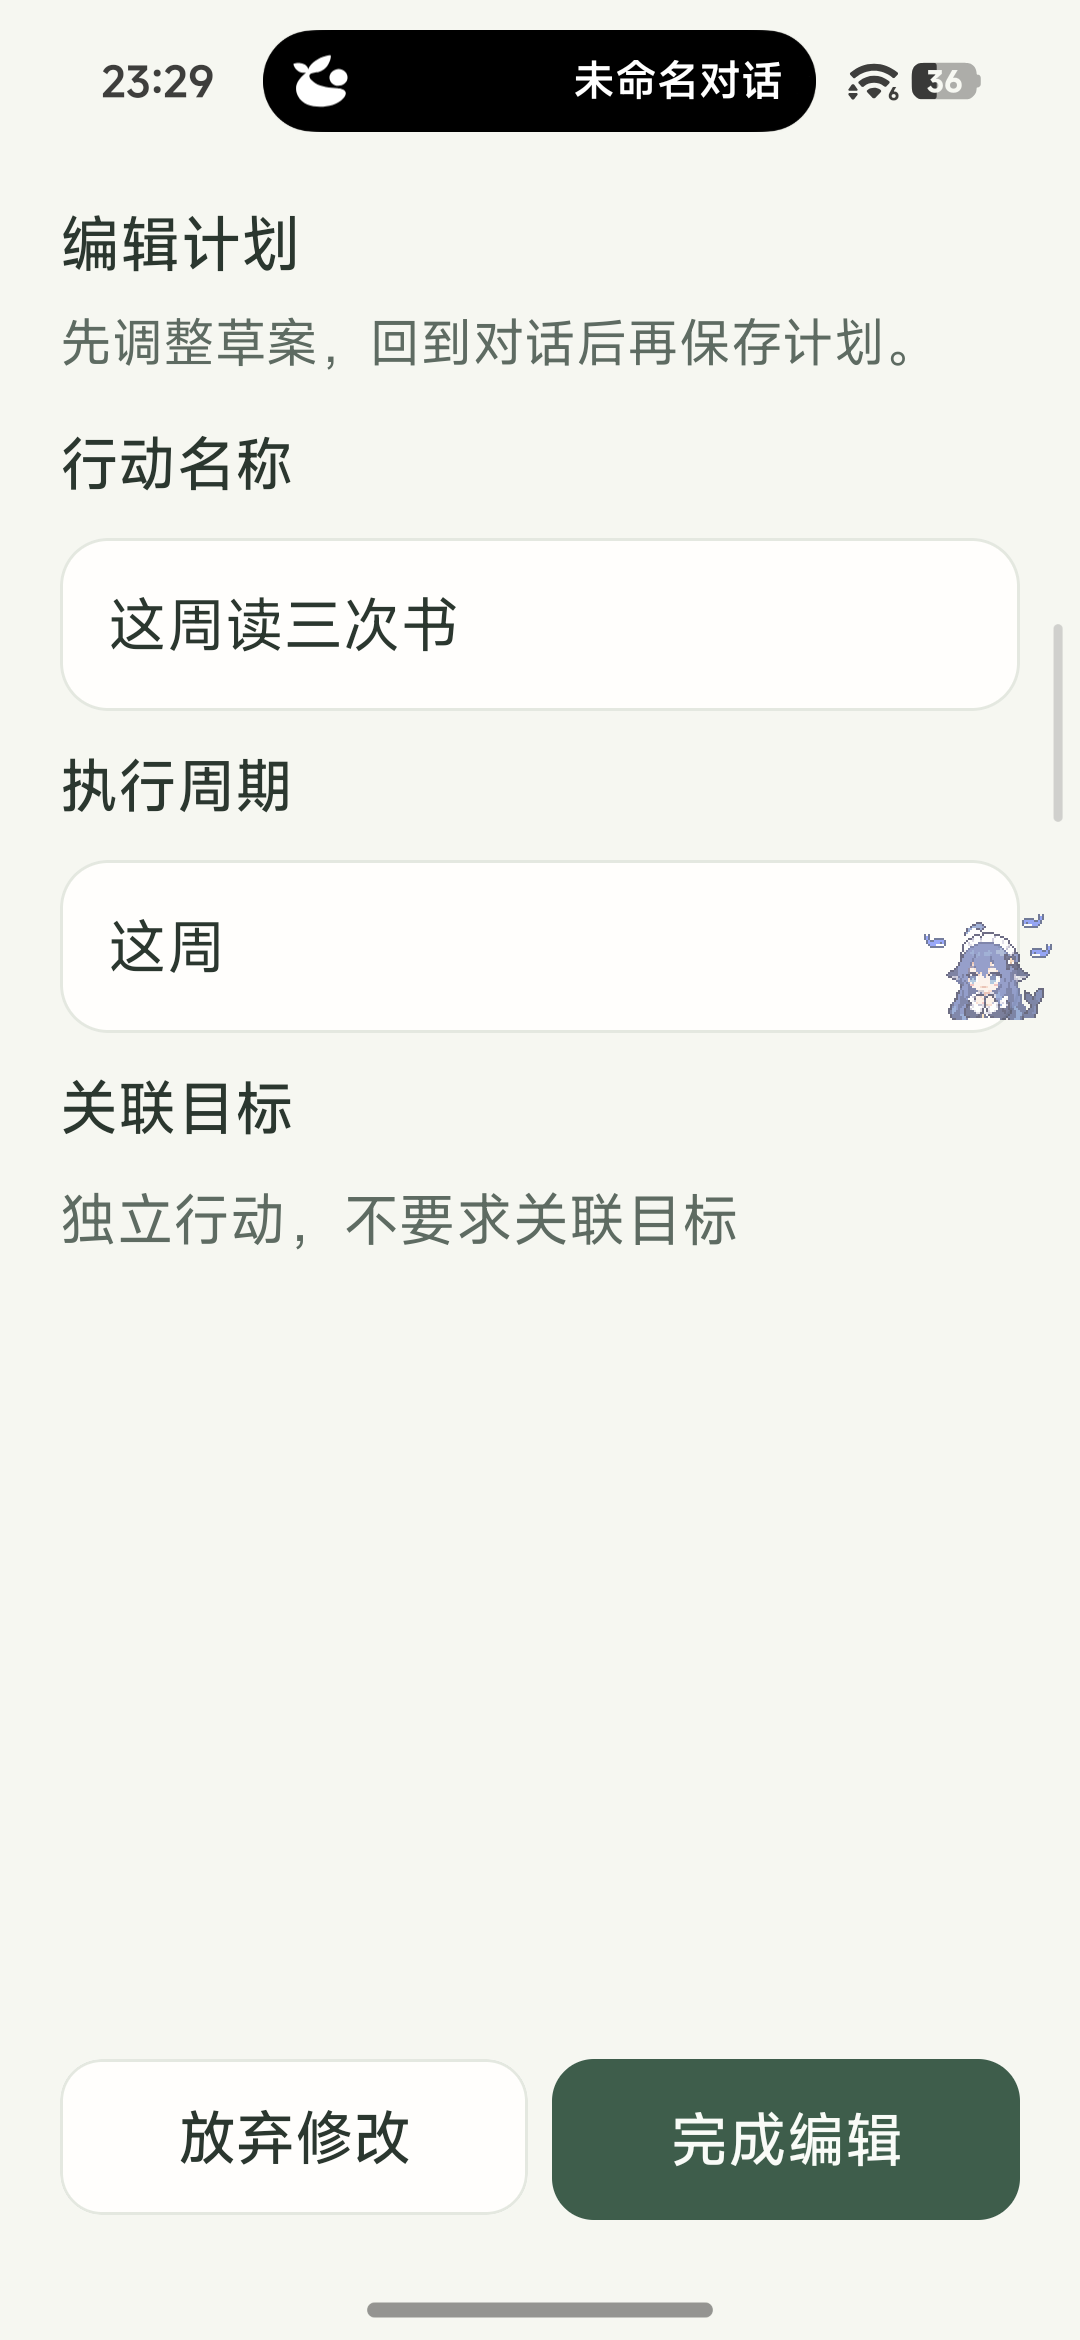 23:29
未命名对话
6
36
编辑计划
先调整草案，回到对话后再保存计划。
行动名称
这周读三次书
执行周期
这周
关联目标
独立行动，不要求关联目标
放弃修改
完成编辑